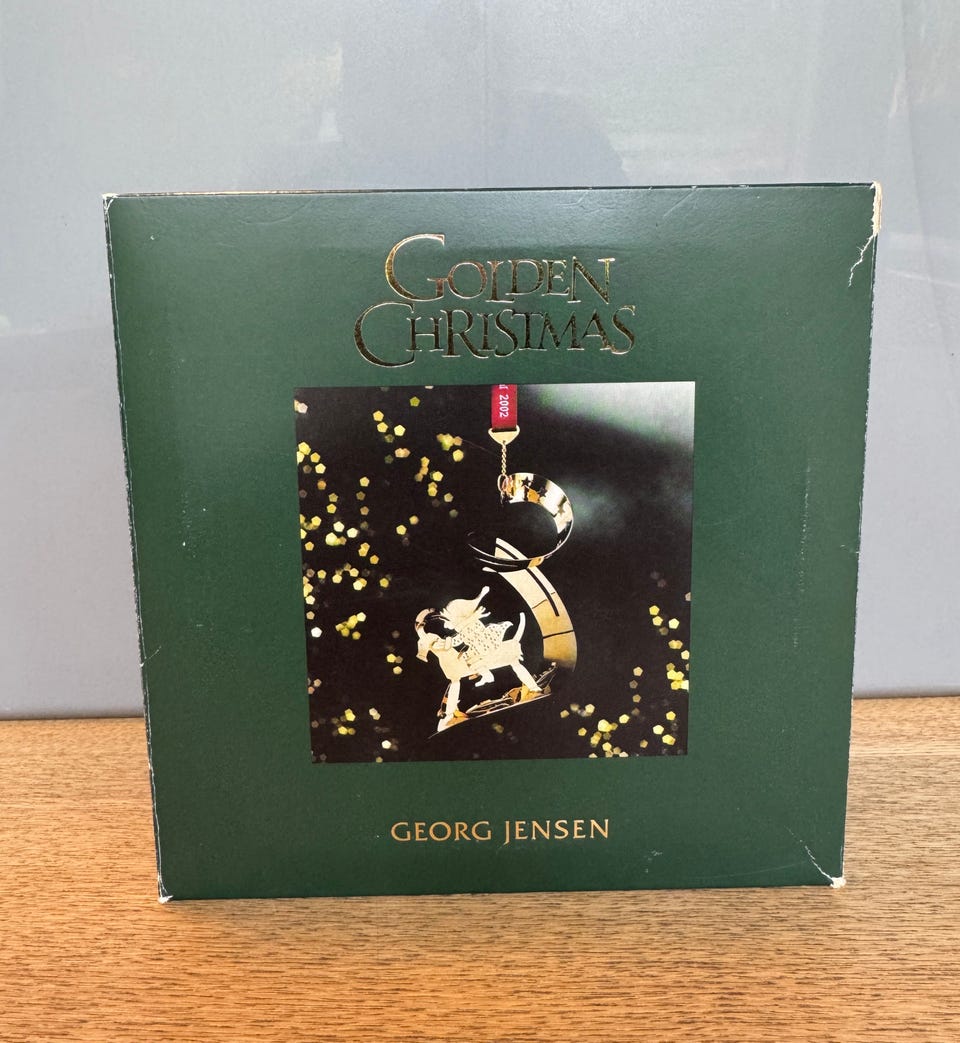 GOLDEN
CHRISTMAS
2002
GEORG JENSEN